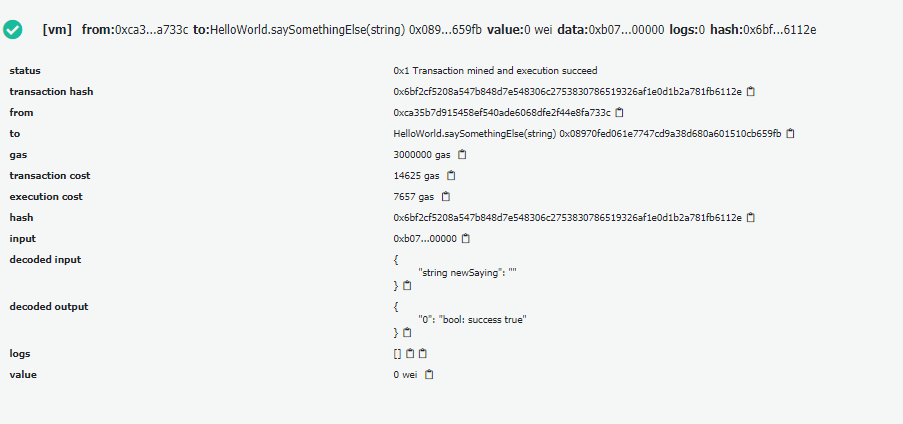 [vm] from:0xca3...a733c to:HelloWorld.saySomethingElse(string) 0x089...659fb value:0 wei data:0xb07...00000 logs:0 hash:0x6bf...6112e
status 0x1 Transaction mined and execution succeed
transaction hash 0x6bf2cf5208a547b848d7e548306c2753830786519326af1e0d1b2a781fb6112e
from 0xca35b7d915458ef540ade6068dfe2f44e8fa733c
to HelloWorld.saySomethingElse(string) 0x08970fed061e7747cd9a38d680a601510cb659fb
gas 3000000 gas
transaction cost 14625 gas
execution cost 7657 gas
hash 0x6bf2cf5208a547b848d7e548306c2753830786519326af1e0d1b2a781fb6112e
input 0xb07...00000
decoded input {
"string newSaying": ""
}
decoded output {
"0": "bool: success true"
}
logs []
value 0 wei